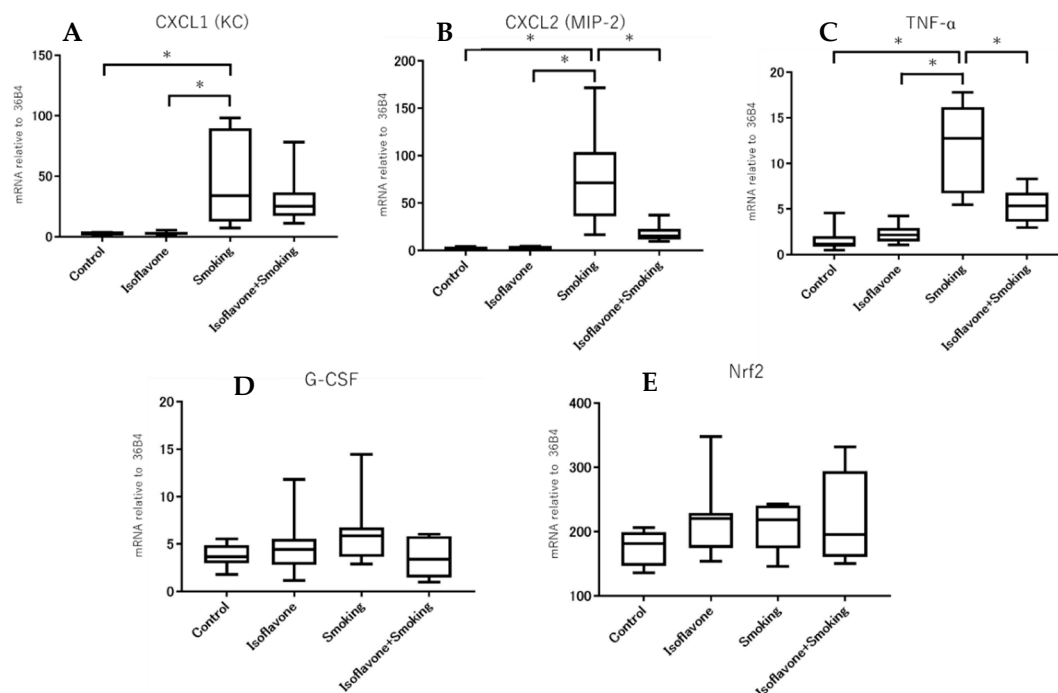 A
CXCL1 (KC)
mRNA relative to 36B4
150
100
50
0
*
*
Control
Isoflavone
Smoking
Isoflavone+Smoking
B
CXCL2 (MIP-2)
mRNA relative to 36B4
200
150
100
50
0
*
*
*
Control
Isoflavone
Smoking
Isoflavone+Smoking
C
TNF-α
mRNA relative to 36B4
20
15
10
5
0
*
*
*
Control
Isoflavone
Smoking
Isoflavone+Smoking
D
G-CSF
mRNA relative to 36B4
20
15
10
5
0
Control
Isoflavone
Smoking
Isoflavone+Smoking
E
Nrf2
mRNA relative to 36B4
400
300
200
100
Control
Isoflavone
Smoking
Isoflavone+Smoking